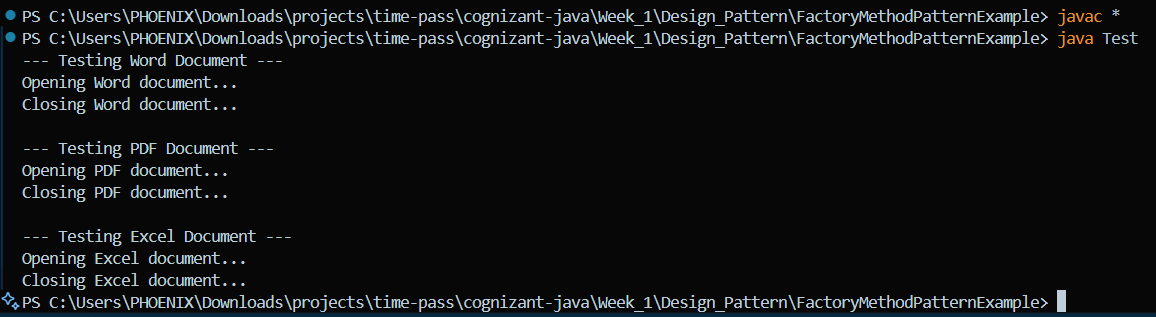 PS C:\Users\PHOENIX\Downloads\projects\time-pass\cognizant-java\Week_1\Design_Pattern\FactoryMethodPatternExample> javac *
PS C:\Users\PHOENIX\Downloads\projects\time-pass\cognizant-java\Week_1\Design_Pattern\FactoryMethodPatternExample> java Test
--- Testing Word Document ---
Opening Word document...
Closing Word document...

--- Testing PDF Document ---
Opening PDF document...
Closing PDF document...

--- Testing Excel Document ---
Opening Excel document...
Closing Excel document...
PS C:\Users\PHOENIX\Downloads\projects\time-pass\cognizant-java\Week_1\Design_Pattern\FactoryMethodPatternExample>